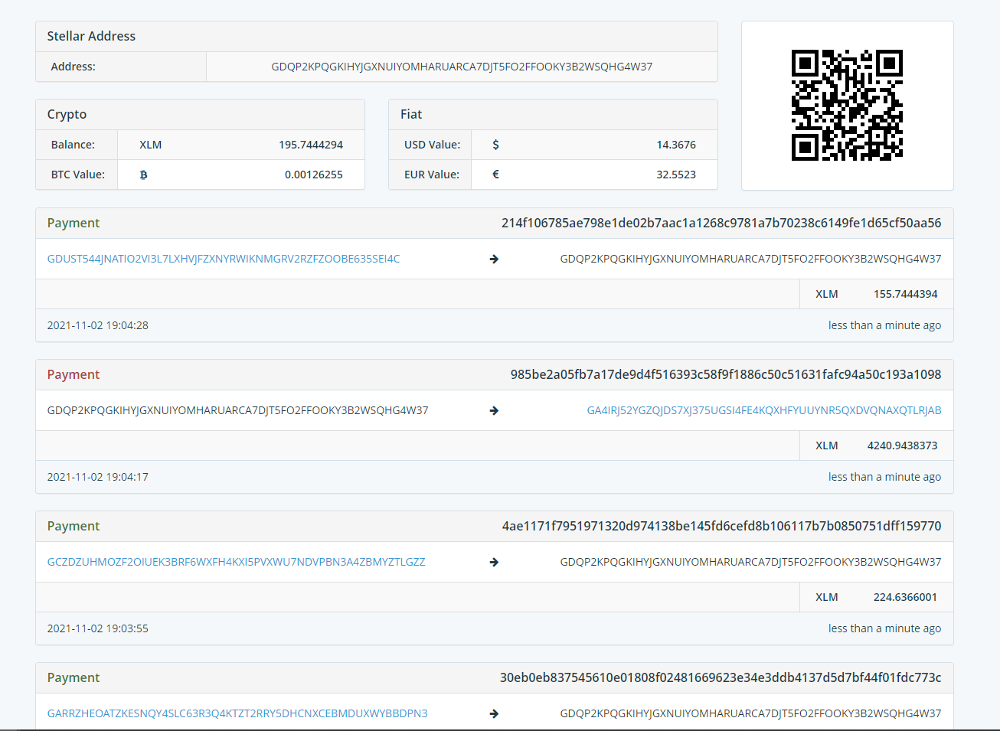 Stellar Address
Address: GDQP2KPQGKIHYJGXNUIYOMHARUARCA7DJT5FO2FFOOKY3B2WSQHG4W37
Crypto
Balance: XLM 195.7444294
BTC Value: 0.00126255
Fiat
USD Value: $ 14.3676
EUR Value: € 32.5523
Payment 214f106785ae798e1de02b7aac1a1268c9781a7b70238c6149fe1d65cf50aa56
GDUST544JNATIO2VI3L7LXHVJFZXNYRWIKNMGRV2RZFZOOBE635SEI4C → GDQP2KPQGKIHYJGXNUIYOMHARUARCA7DJT5FO2FFOOKY3B2WSQHG4W37
XLM 155.7444394
2021-11-02 19:04:28 less than a minute ago
Payment 985be2a05fb7a17de9d4f516393c58f9f1886c50c51631fafc94a50c193a1098
GDQP2KPQGKIHYJGXNUIYOMHARUARCA7DJT5FO2FFOOKY3B2WSQHG4W37 → GA4IRJ52YGZQJDS7XJ375UGSI4FE4KQXHFYUUYNR5QXDVQNAXQTLRJAB
XLM 4240.9438373
2021-11-02 19:04:17 less than a minute ago
Payment 4ae1171f7951971320d974138be145fd6cefd8b106117b7b0850751dff159770
GCZDZUHMOZF2OIUEK3BRF6WXFH4KXI5PVXWU7NDVPBN3A4ZBMYZTLGZZ → GDQP2KPQGKIHYJGXNUIYOMHARUARCA7DJT5FO2FFOOKY3B2WSQHG4W37
XLM 224.6366001
2021-11-02 19:03:55 less than a minute ago
Payment 30eb0eb837545610e01808f02481669623e34e3ddb4137d5d7bf44f01fdc773c
GARRZHEOATZKESNQY4SLC63R3Q4KTZT2RRY5DHCNXCEBMDUXWYBBDPN3 → GDQP2KPQGKIHYJGXNUIYOMHARUARCA7DJT5FO2FFOOKY3B2WSQHG4W37